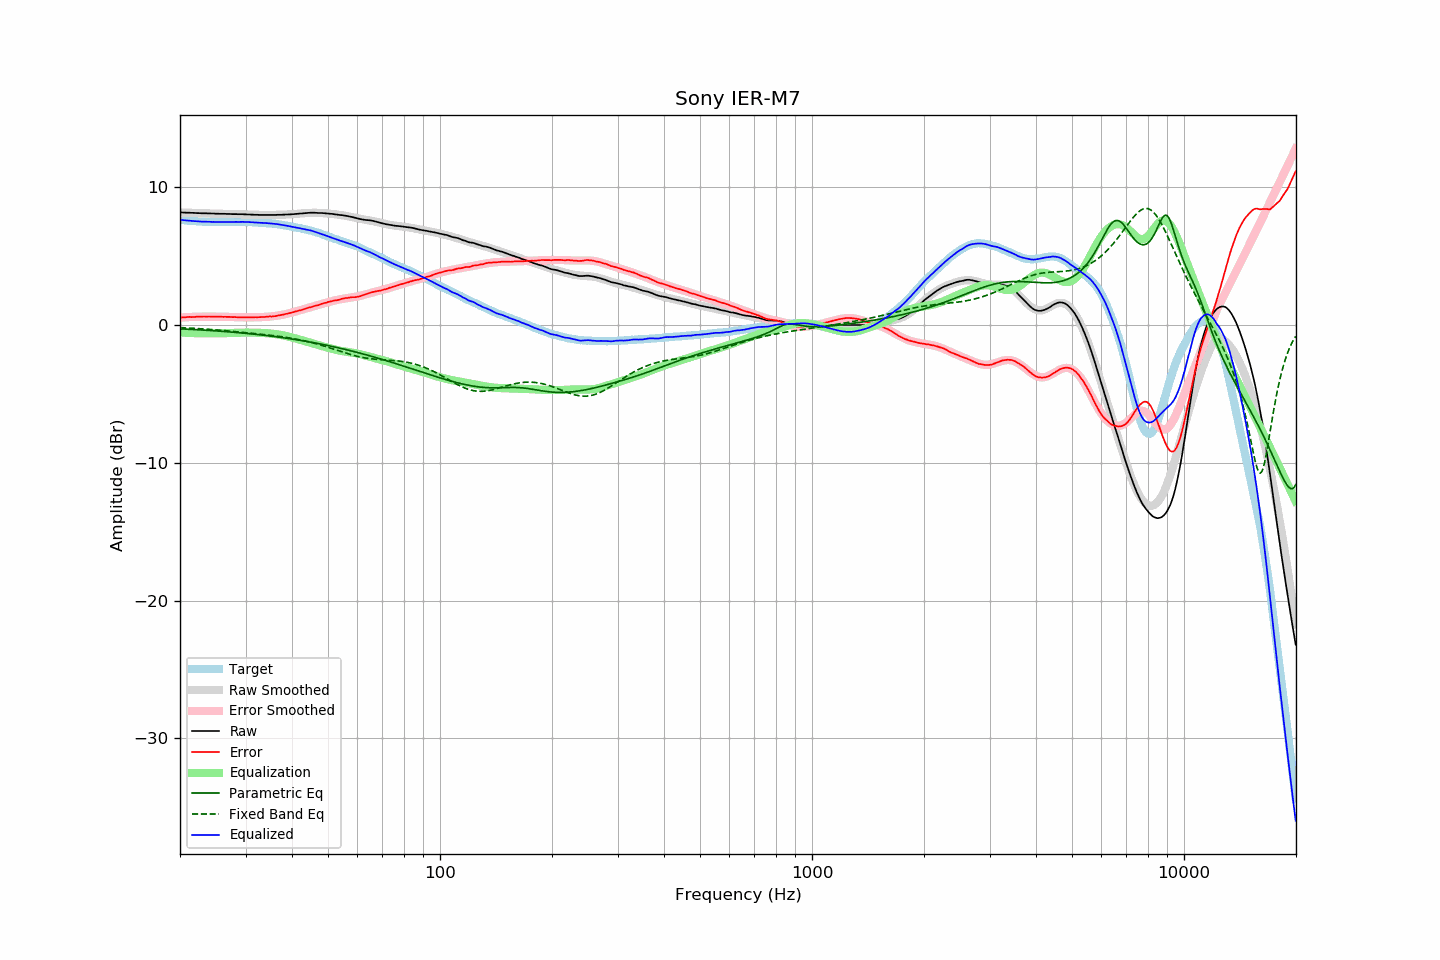 Sony IER-M7
10
0
−10
−20
−30
Amplitude (dBr)
100
1000
10000
Frequency (Hz)
Target
Raw Smoothed
Error Smoothed
Raw
Error
Equalization
Parametric Eq
Fixed Band Eq
Equalized